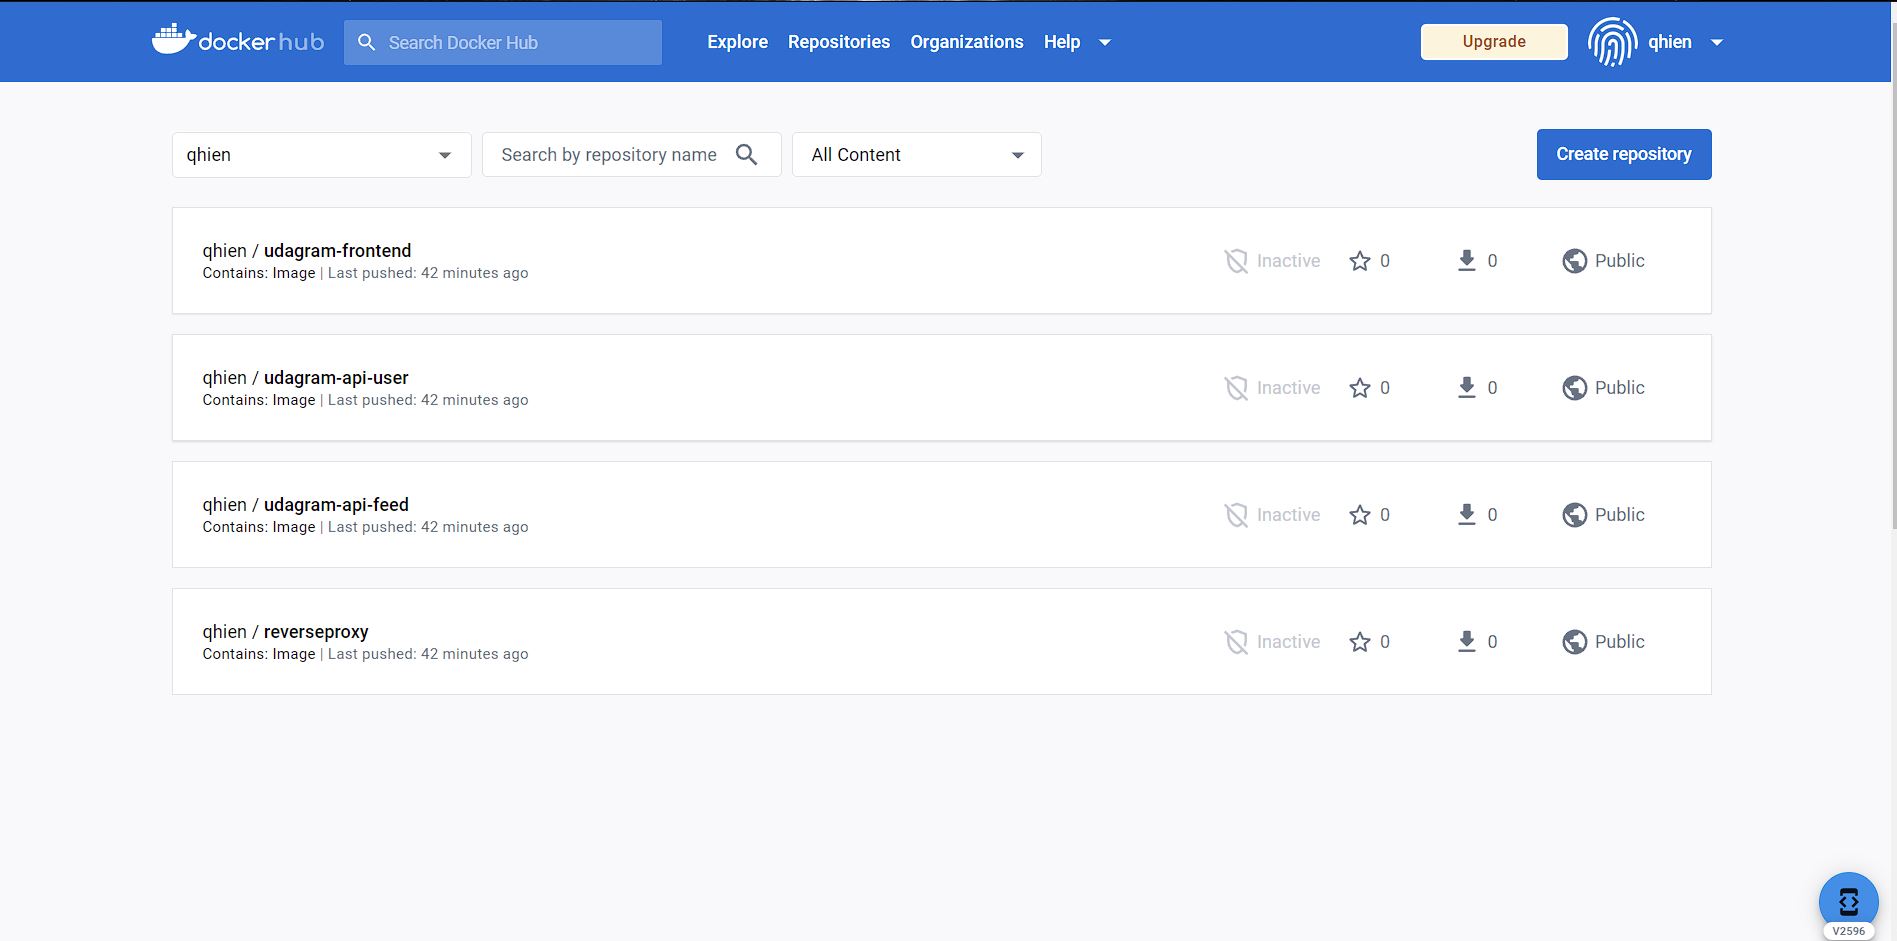 docker hub
Search Docker Hub
Explore Repositories Organizations Help
Upgrade
qhien
qhien
Search by repository name
All Content
Create repository
qhien / udagram-frontend
Contains: Image | Last pushed: 42 minutes ago
Inactive 0 0 Public
qhien / udagram-api-user
Contains: Image | Last pushed: 42 minutes ago
Inactive 0 0 Public
qhien / udagram-api-feed
Contains: Image | Last pushed: 42 minutes ago
Inactive 0 0 Public
qhien / reverseproxy
Contains: Image | Last pushed: 42 minutes ago
Inactive 0 0 Public
V2596